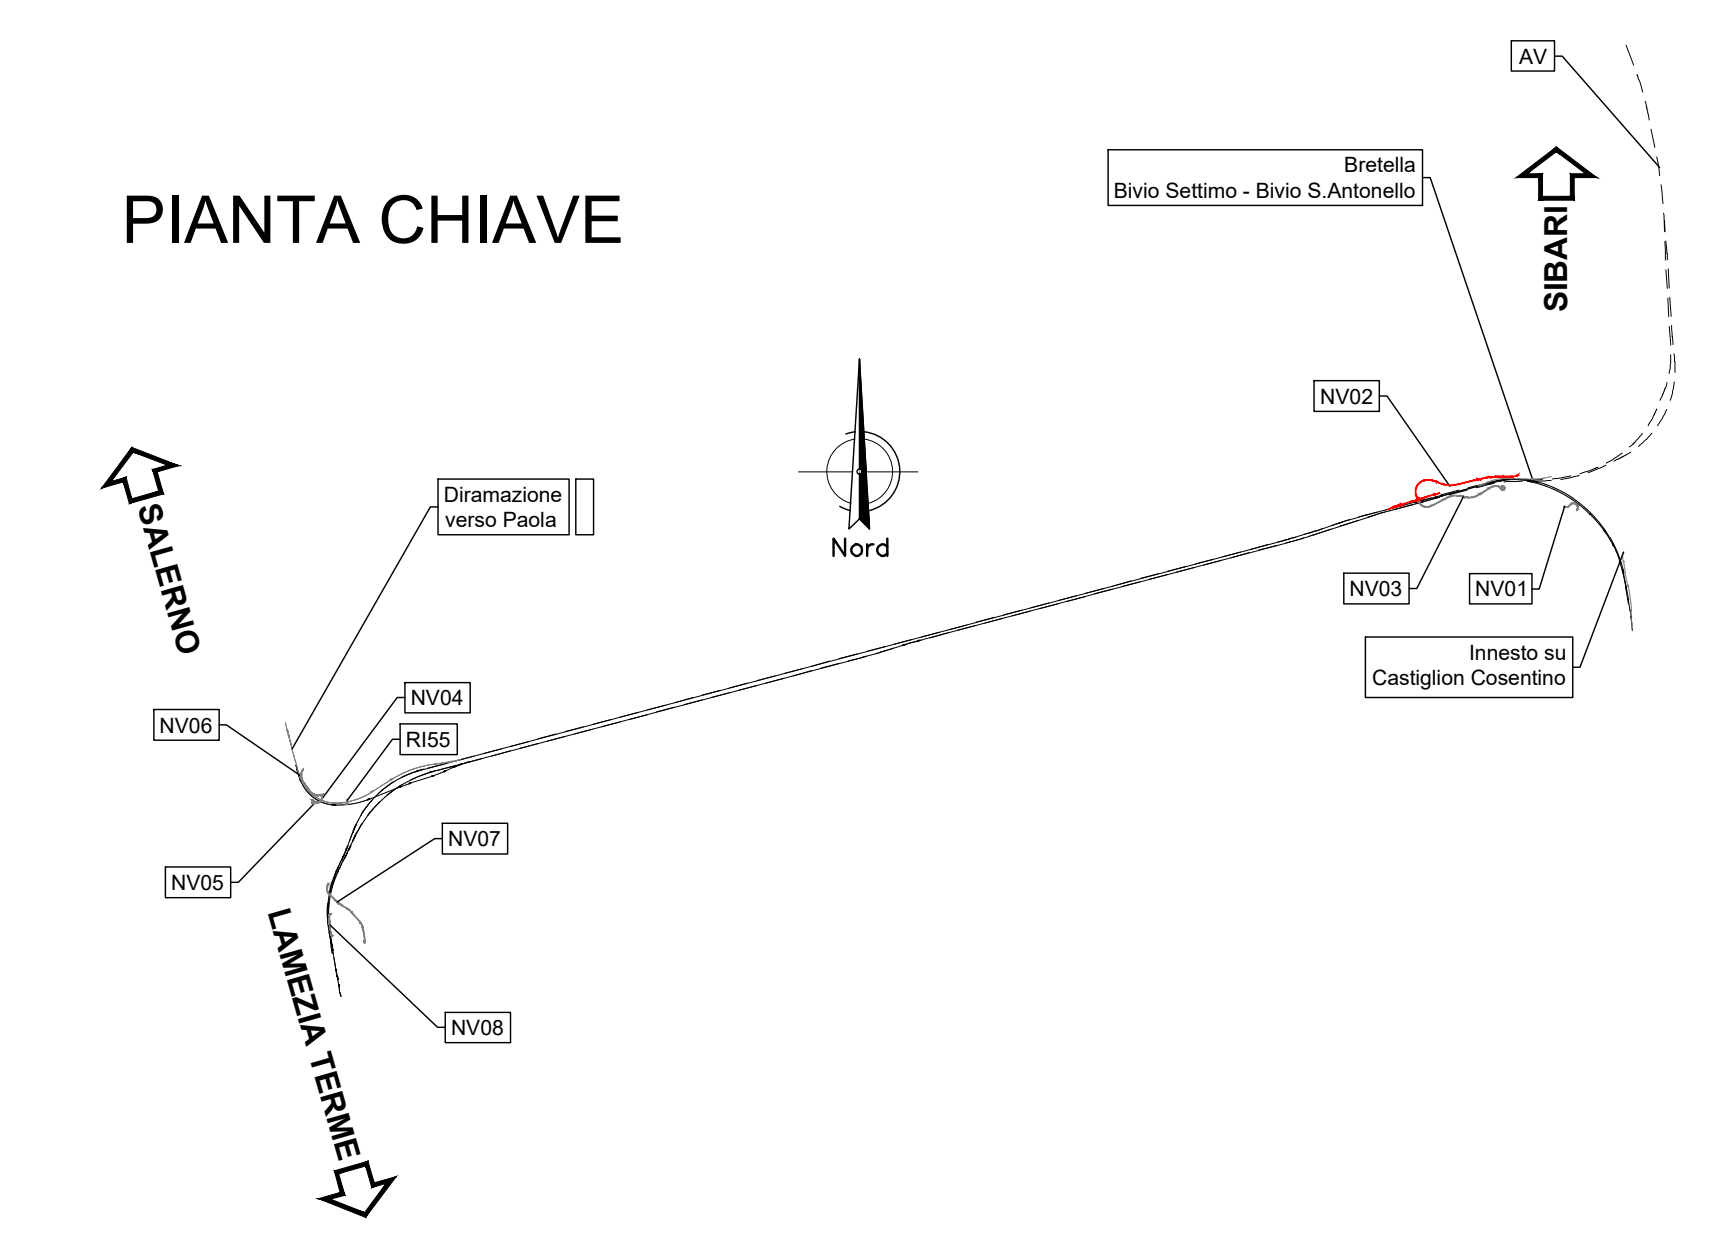 AV
Bretella
Bivio Settimo - Bivio S.Antonello
PIANTA CHIAVE
SIBARI
NV02
Nord
SALERNO
Diramazione
verso Paola
NV03
NV01
Innesto su
Castiglion Cosentino
NV04
NV06
RI55
NV07
NV05
LAMEZIA TERME
NV08